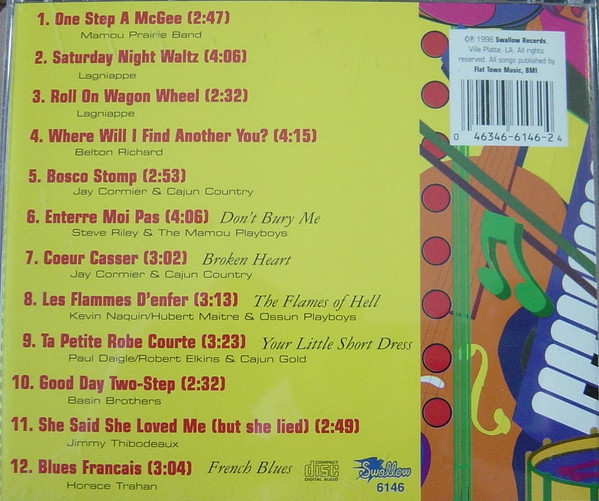 1. One Step A McGee (2:47)
Mamou Prairie Band
2. Saturday Night Waltz (4:06)
Lagniappe
3. Roll On Wagon Wheel (2:32)
Lagniappe
4. Where Will I Find Another You? (4:15)
Belton Richard
5. Bosco Stomp (2:53)
Jay Cormier & Cajun Country
6. Enterre Moi Pas (4:06) Don't Bury Me
Steve Riley & The Mamou Playboys
7. Coeur Casser (3:02) Broken Heart
Jay Cormier & Cajun Country
8. Les Flammes D'enfer (3:13) The Flames of Hell
Kevin Naquin/Hubert Maitre & Ossun Playboys
9. Ta Petite Robe Courte (3:23) Your Little Short Dress
Paul Daigle/Robert Elkins & Cajun Gold
10. Good Day Two-Step (2:32)
Basin Brothers
11. She Said She Loved Me (but she lied) (2:49)
Jimmy Thibodeaux
12. Blues Francais (3:04) French Blues
Horace Trahan
COMPACT
disc
DIGITAL AUDIO
Swallow
6146
©℗ 1998 Swallow Records.
Ville Platte, LA. All rights
reserved. All songs published by
Flat Town Music, BMI
0 46346-6146-2 4